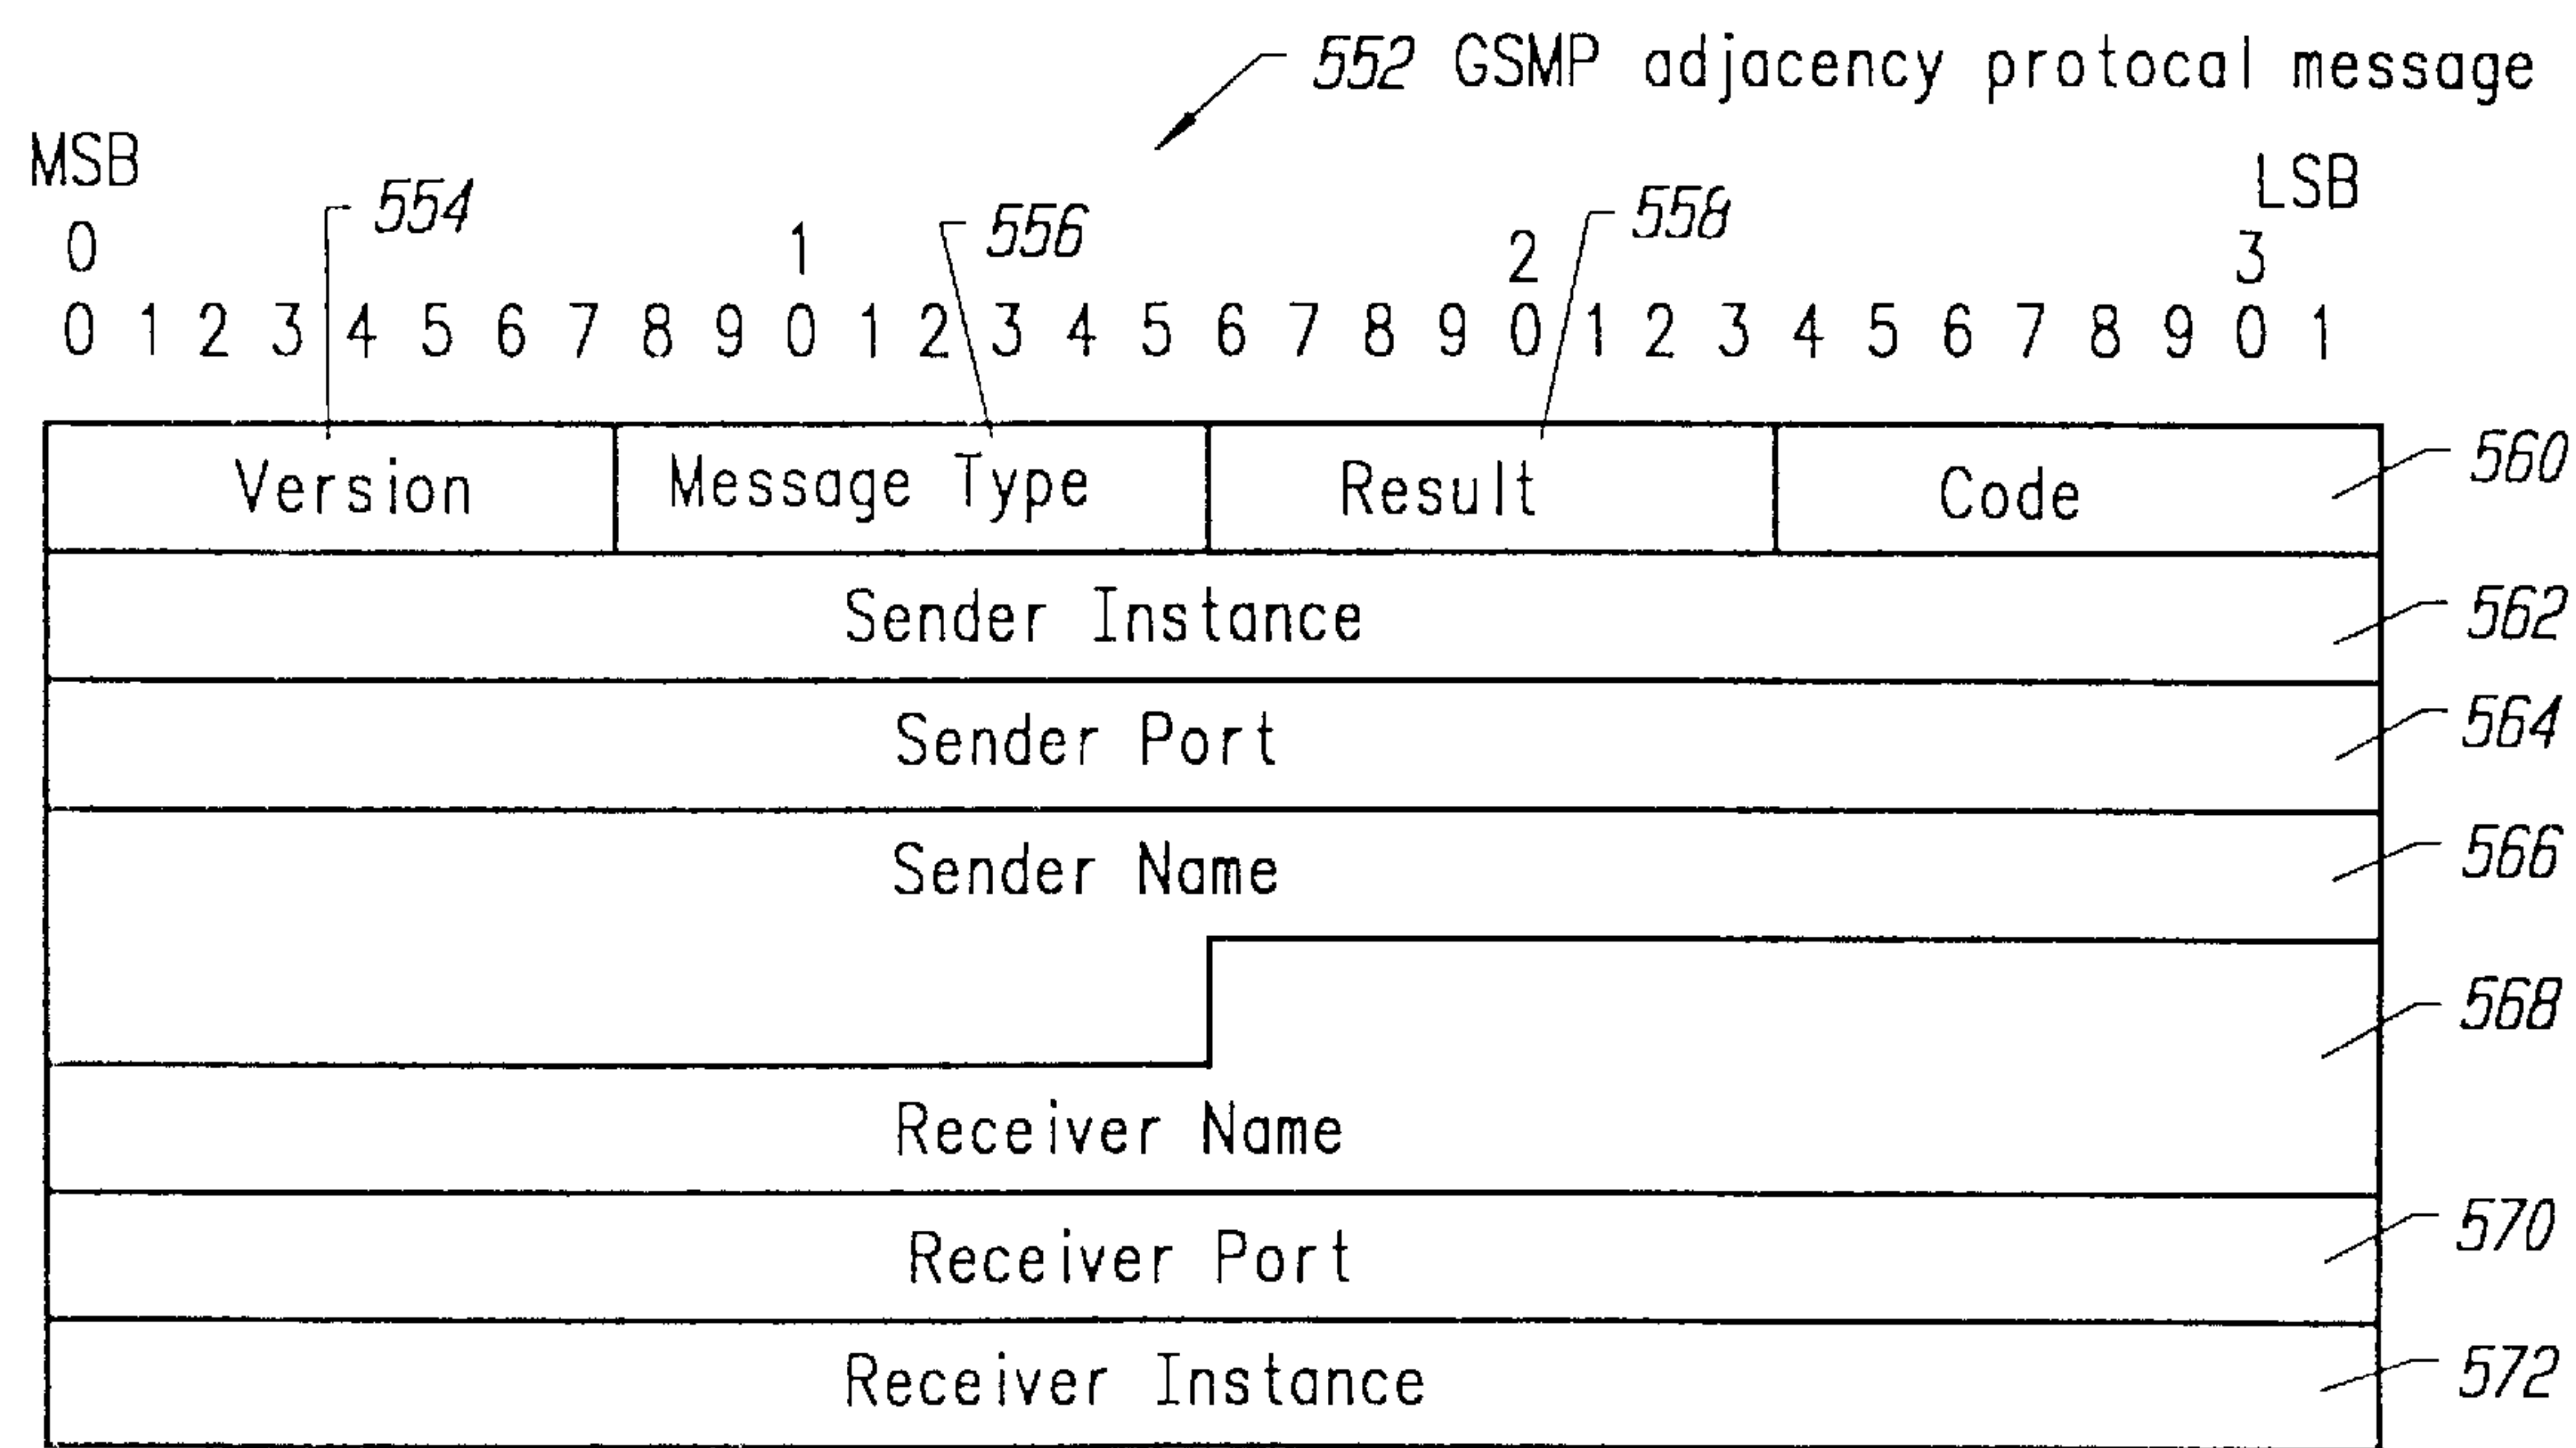 552 GSMP adjacency protocal message
MSB
LSB
554
556
558
0 1 2 3
0 1 2 3 4 5 6 7 8 9 0 1 2 3 4 5 6 7 8 9 0 1 2 3 4 5 6 7 8 9 0 1
Version Message Type Result Code 560
Sender Instance 562
Sender Port 564
Sender Name 566
568
Receiver Name
Receiver Port 570
Receiver Instance 572